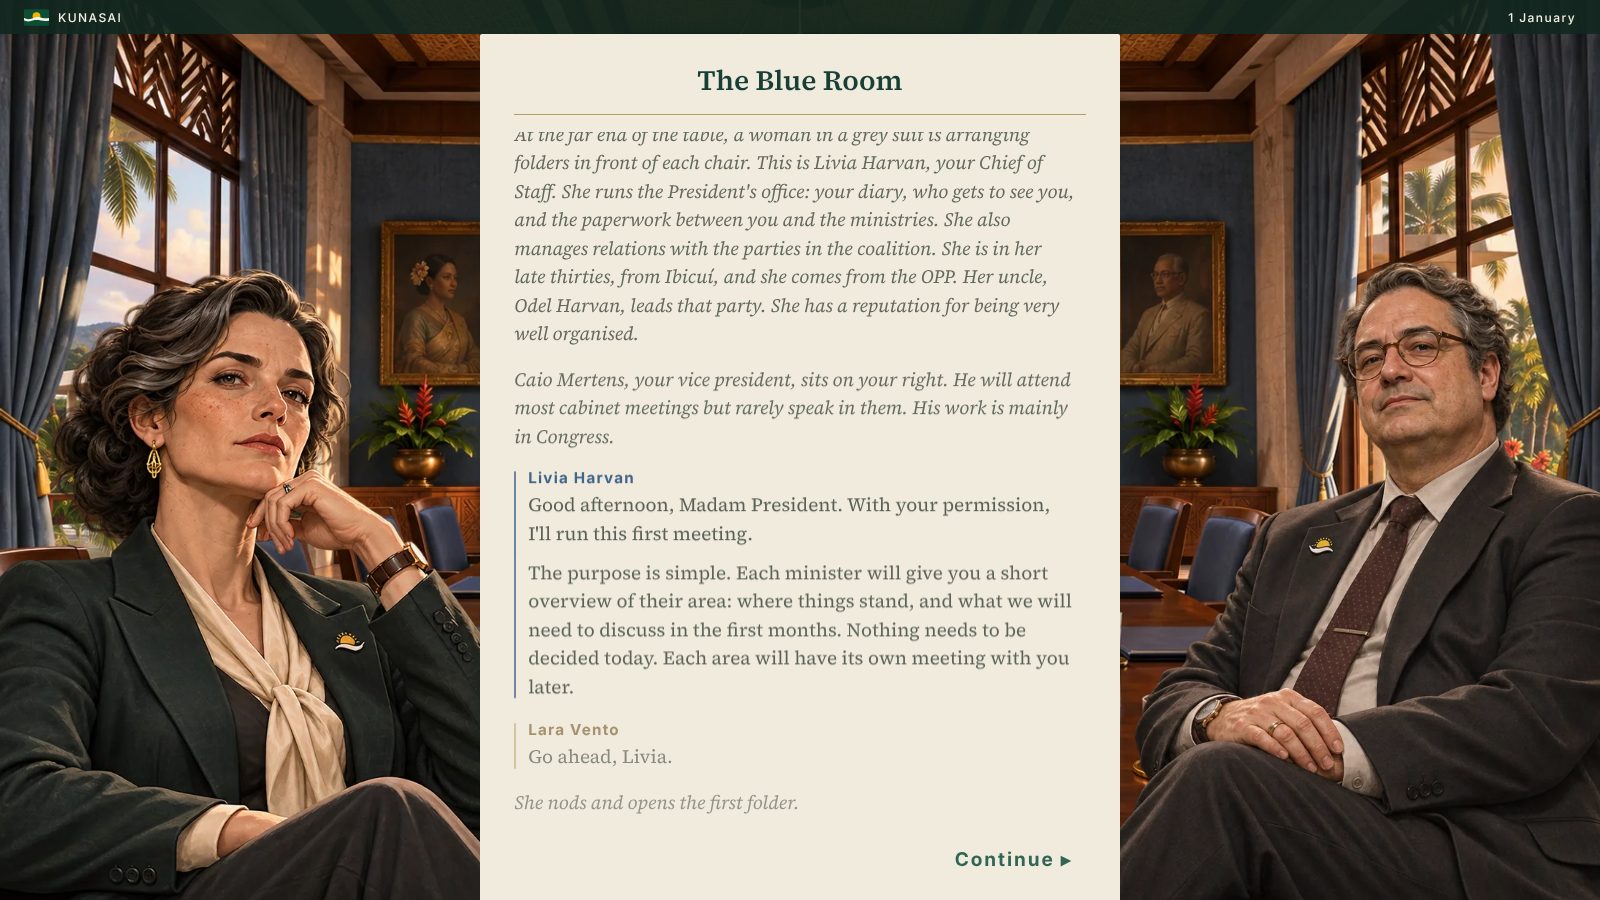 KUNASAI
1 January
The Blue Room
At the far end of the table, a woman in a grey suit is arranging
folders in front of each chair. This is Livia Harvan, your Chief of
Staff. She runs the President's office: your diary, who gets to see you,
and the paperwork between you and the ministries. She also
manages relations with the parties in the coalition. She is in her
late thirties, from Ibicuí, and she comes from the OPP. Her uncle,
Odel Harvan, leads that party. She has a reputation for being very
well organised.
Caio Mertens, your vice president, sits on your right. He will attend
most cabinet meetings but rarely speak in them. His work is mainly
in Congress.
Livia Harvan
Good afternoon, Madam President. With your permission,
I'll run this first meeting.
The purpose is simple. Each minister will give you a short
overview of their area: where things stand, and what we will
need to discuss in the first months. Nothing needs to be
decided today. Each area will have its own meeting with you
later.
Lara Vento
Go ahead, Livia.
She nods and opens the first folder.
Continue ▸